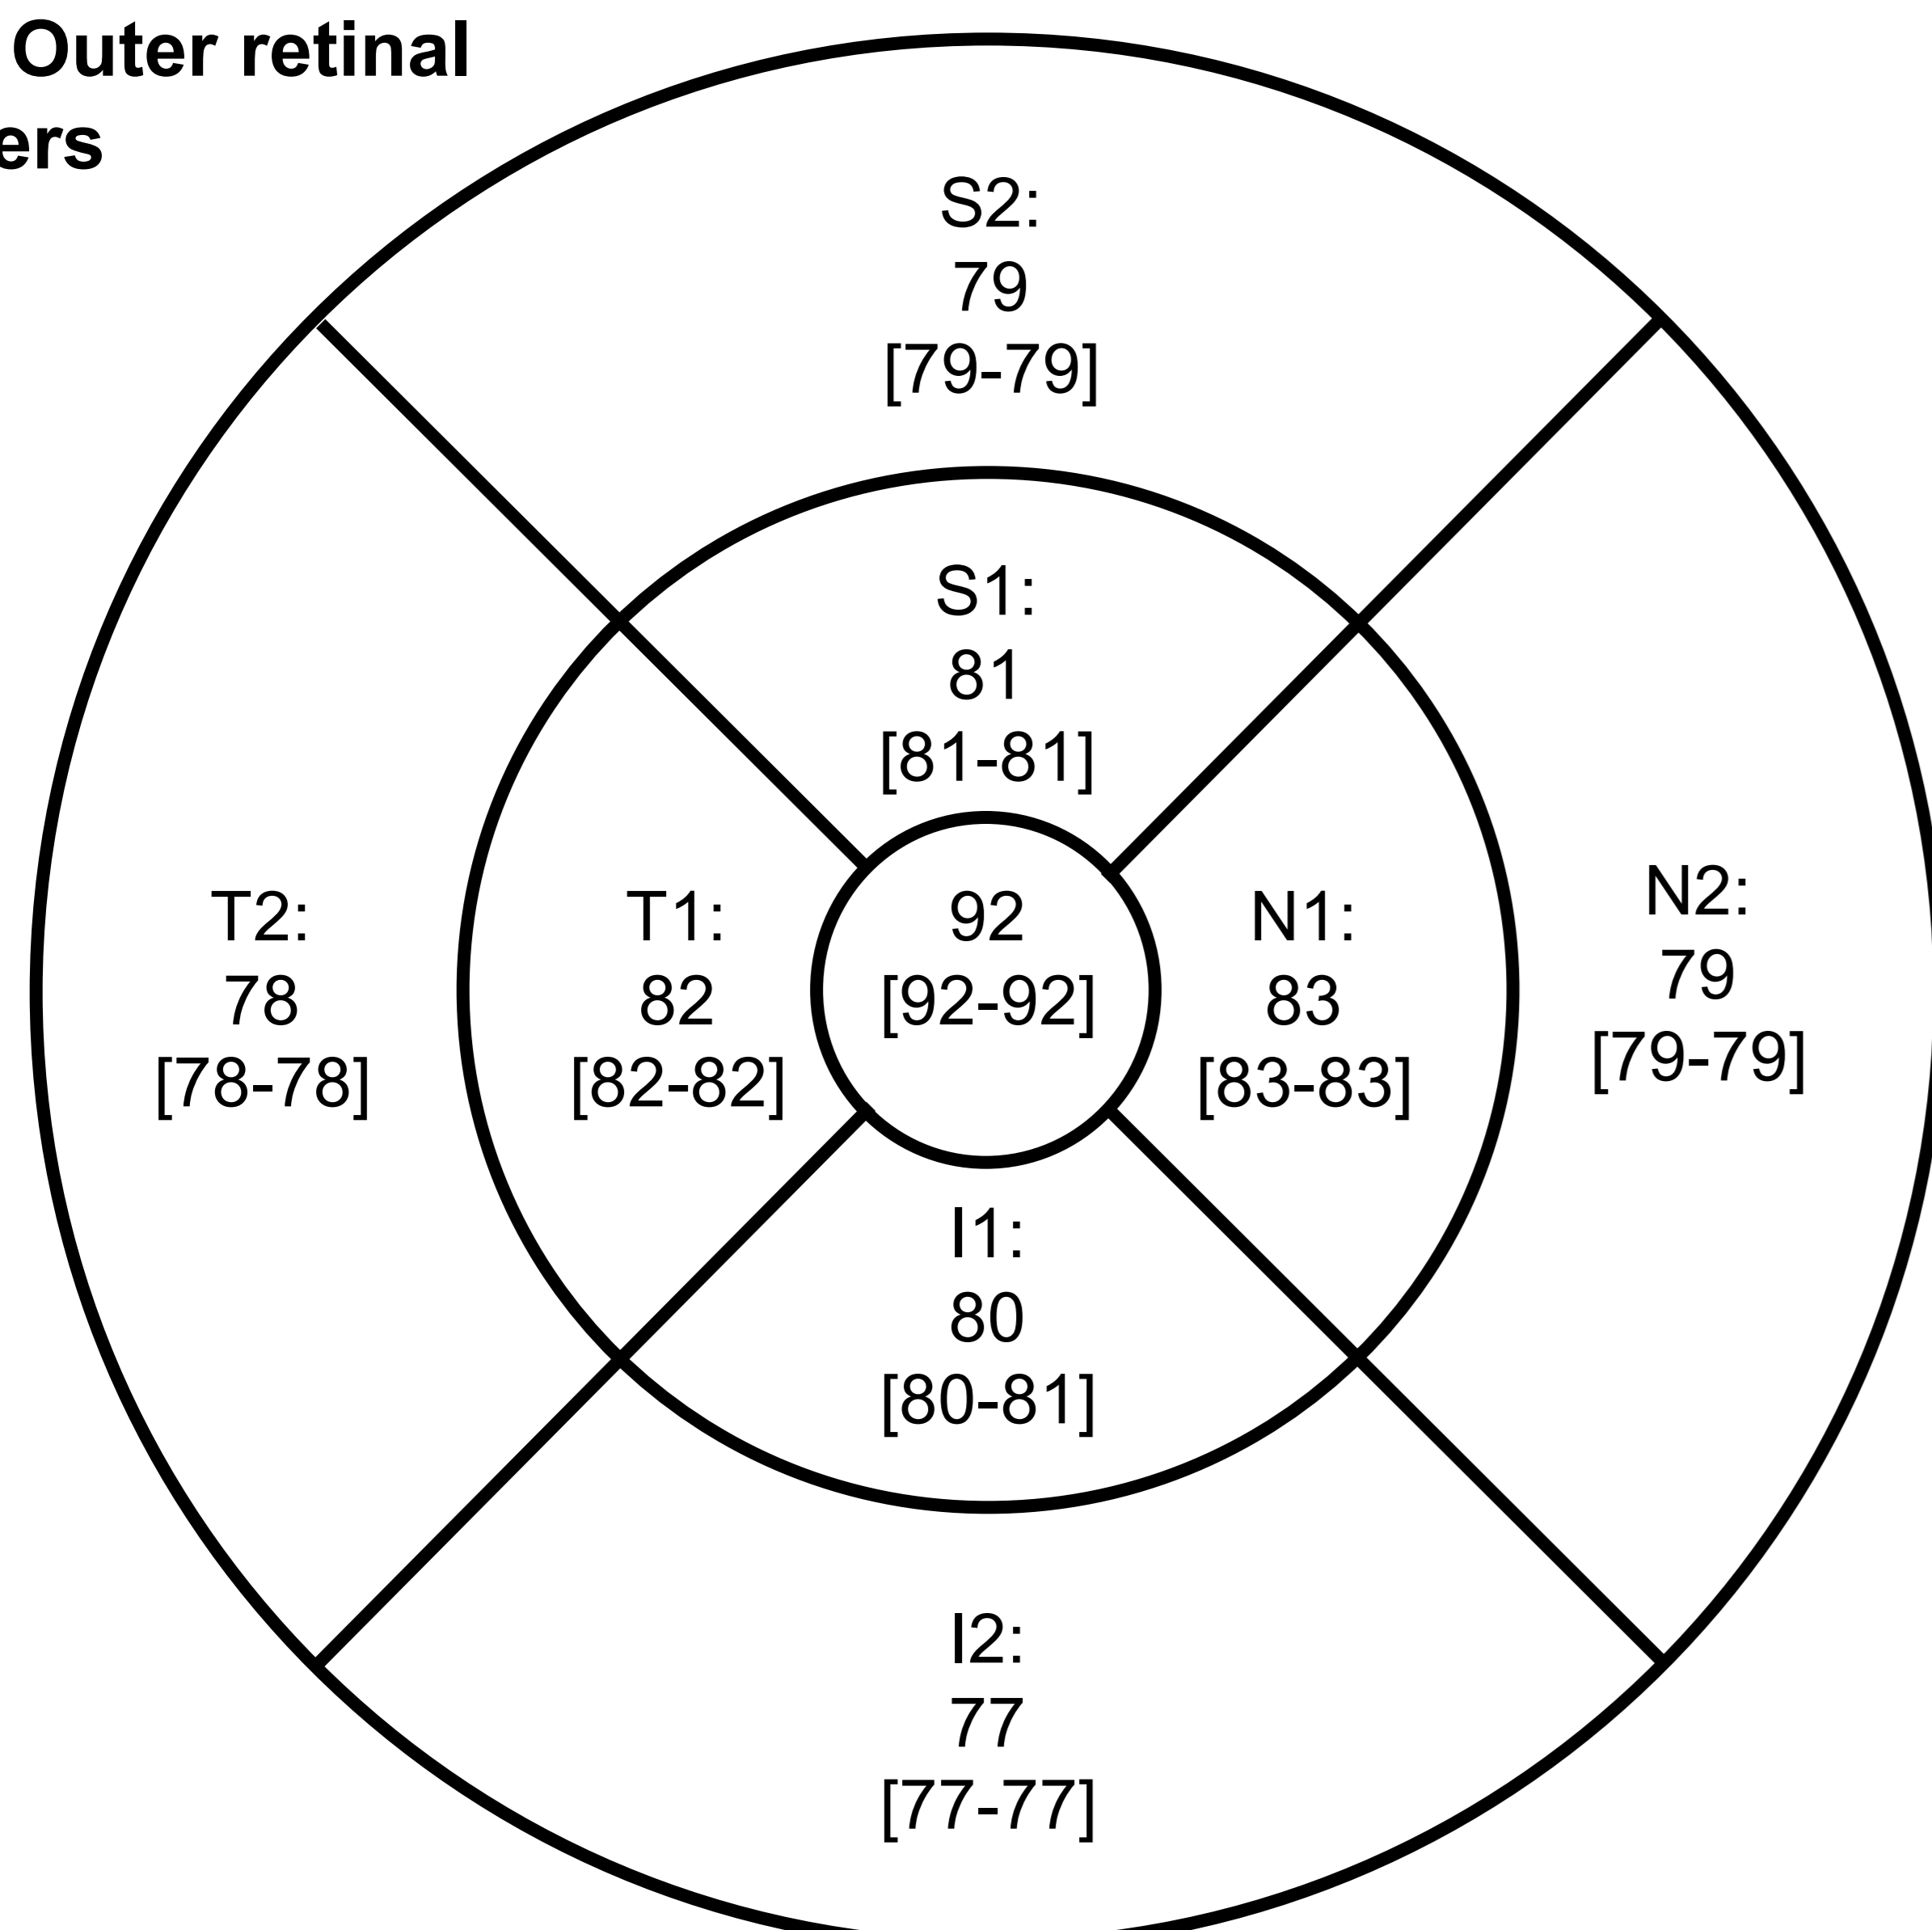 Outer retinal
ers
S2:
79
[79-79]
S1:
81
[81-81]
T2:
78
[78-78]
T1:
82
[82-82]
92
[92-92]
N1:
83
[83-83]
N2:
79
[79-79]
I1:
80
[80-81]
I2:
77
[77-77]